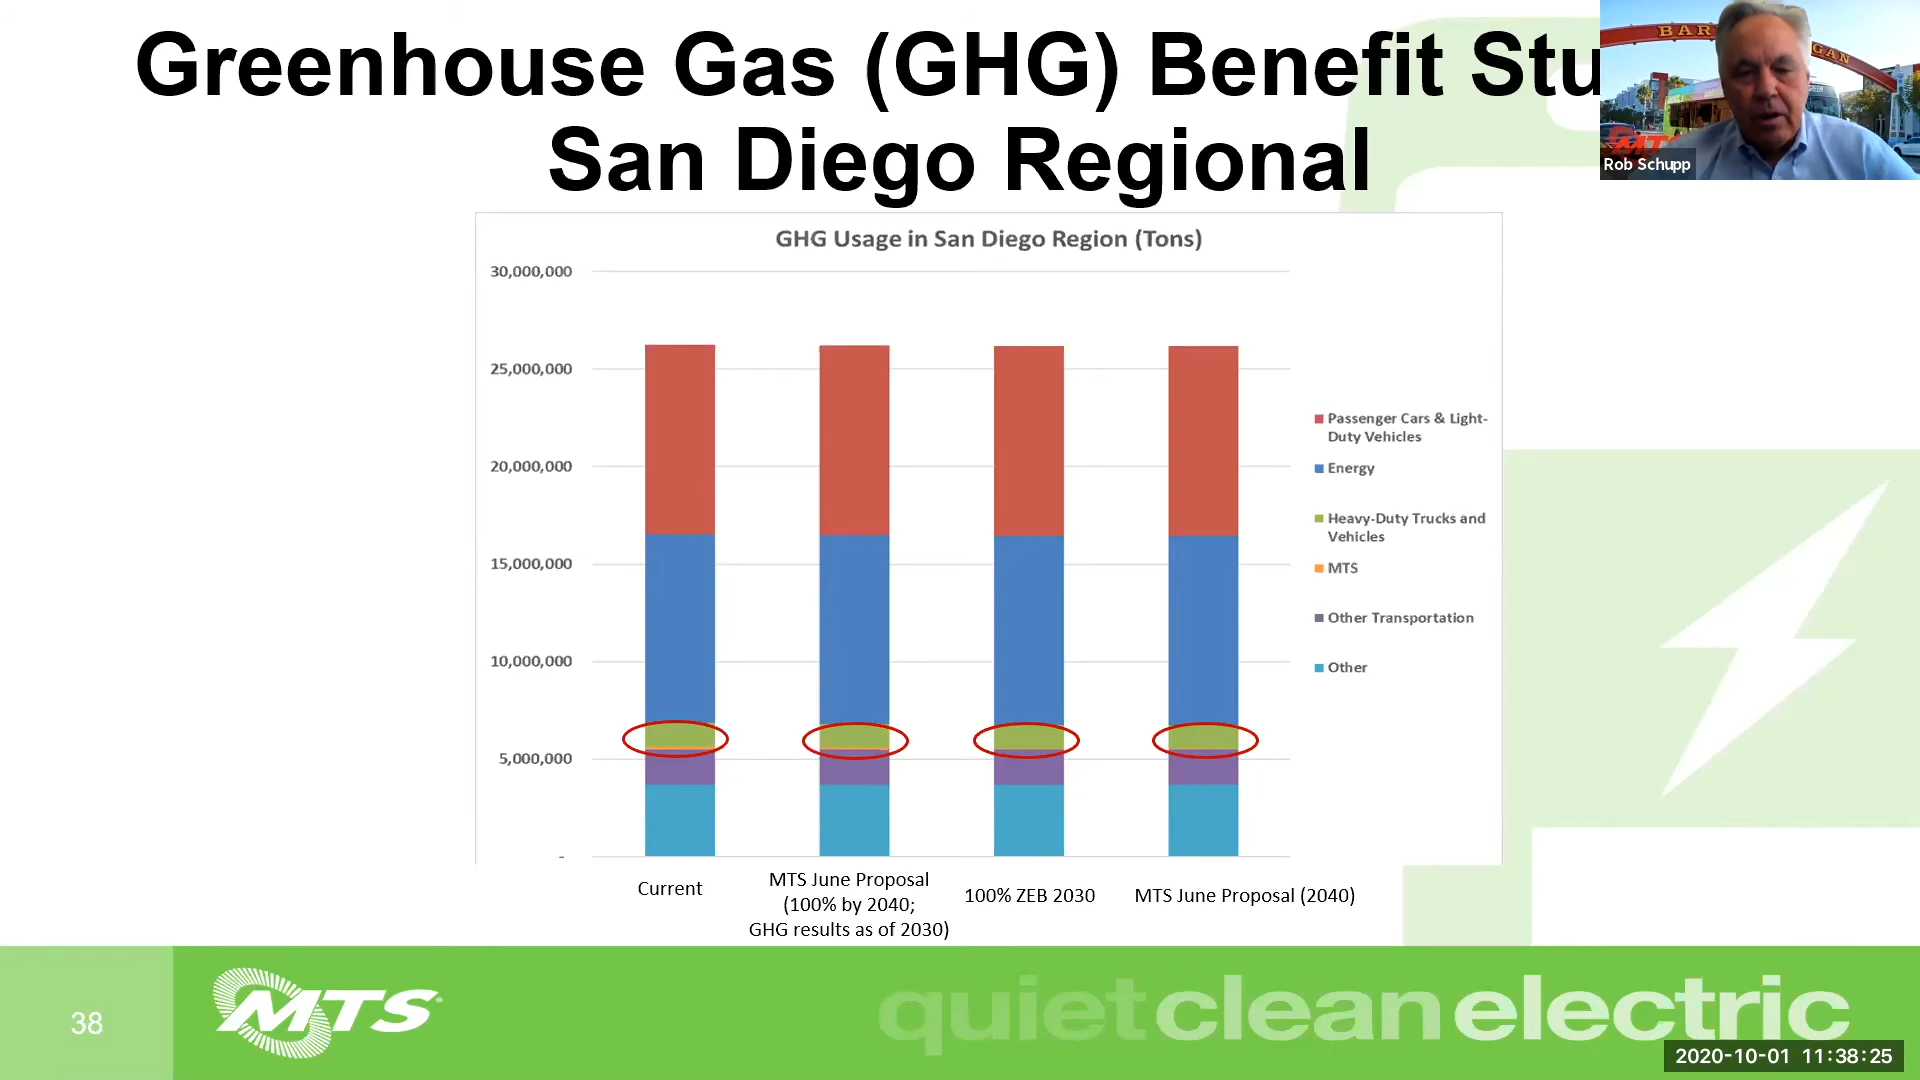 Greenhouse Gas (GHG) Benefit Stu
San Diego Regional
BAR
GAN
GREEN
MT
Rob Schupp
GHG Usage in San Diego Region (Tons)
30,000,000
25,000,000
20,000,000
15,000,000
10,000,000
5,000,000
-
Passenger Cars & Light-
Duty Vehicles
Energy
Heavy-Duty Trucks and
Vehicles
MTS
Other Transportation
Other
Current
MTS June Proposal
(100% by 2040;
GHG results as of 2030)
100% ZEB 2030
MTS June Proposal (2040)
38
MTS
quiet clean electric
2020-10-01 11:38:25